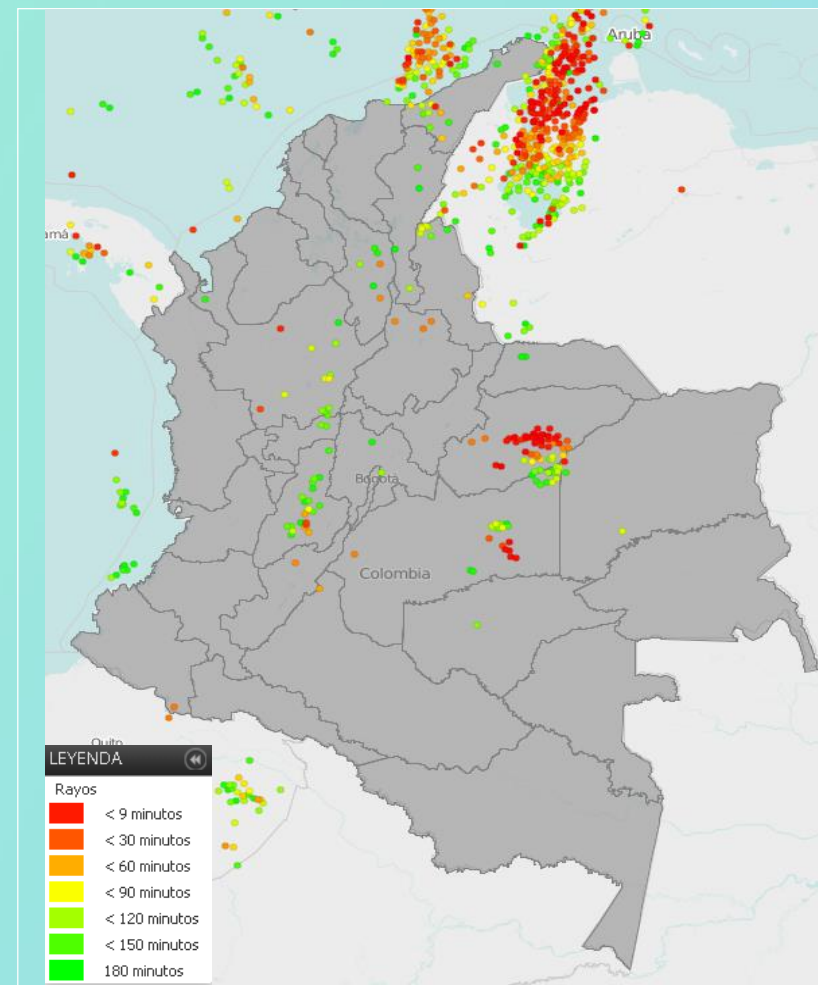 Aruba
amá
Bogotá
Colombia
Quito
LEYENDA
Rayos
< 9 minutos
< 30 minutos
< 60 minutos
< 90 minutos
< 120 minutos
< 150 minutos
180 minutos